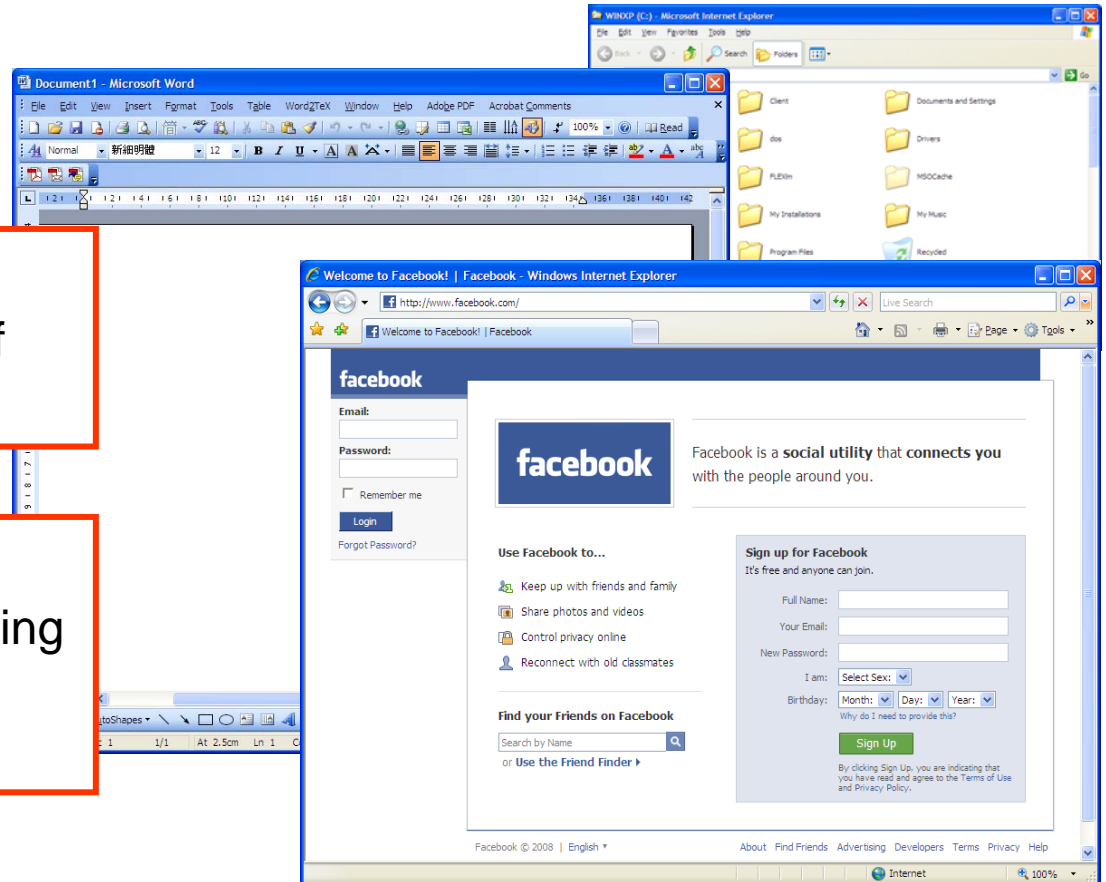 WINXP (C:) - Microsoft Internet Explorer
File Edit View Favorites Tools Help
Back Search Folders
Go
Client
Documents and Settings
dos
Drivers
FLEXlm
MSOCache
My Installations
My Music
Program Files
Recycled
Document1 - Microsoft Word
File Edit View Insert Format Tools Table Word2TeX Window Help Adobe PDF Acrobat Comments
100% Read
Normal 新細明體 12 B I U A A A
f
ing
AutoShapes
1/1 At 2.5cm Ln 1
Welcome to Facebook! | Facebook - Windows Internet Explorer
http://www.facebook.com/
Live Search
Welcome to Facebook! | Facebook
Page Tools
facebook
Email:
Password:
Remember me
Login
Forgot Password?
facebook
Facebook is a social utility that connects you
with the people around you.
Use Facebook to...
Keep up with friends and family
Share photos and videos
Control privacy online
Reconnect with old classmates
Find your Friends on Facebook
Search by Name
or Use the Friend Finder
Sign up for Facebook
It's free and anyone can join.
Full Name:
Your Email:
New Password:
I am: Select Sex:
Birthday: Month: Day: Year:
Why do I need to provide this?
Sign Up
By clicking Sign Up, you are indicating that
you have read and agree to the Terms of Use
and Privacy Policy.
Facebook © 2008 | English
About Find Friends Advertising Developers Terms Privacy Help
Internet 100%